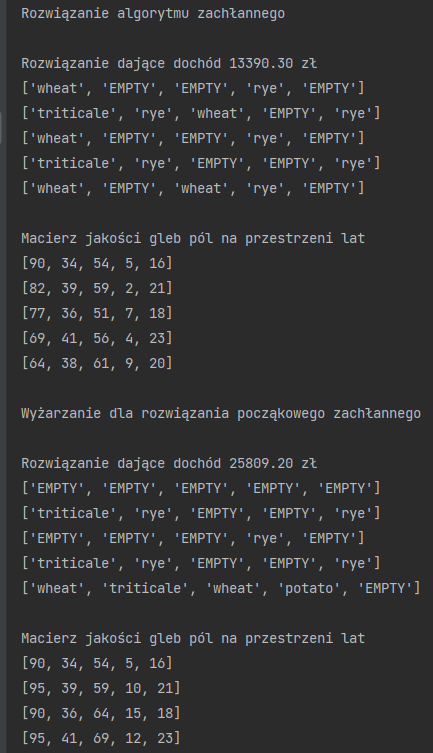 Rozwiązanie algorytmu zachłannego
Rozwiązanie dające dochód 13390.30 zł
['wheat', 'EMPTY', 'EMPTY', 'rye', 'EMPTY']
['triticale', 'rye', 'wheat', 'EMPTY', 'rye']
['wheat', 'EMPTY', 'EMPTY', 'rye', 'EMPTY']
['triticale', 'rye', 'EMPTY', 'EMPTY', 'rye']
['wheat', 'EMPTY', 'wheat', 'rye', 'EMPTY']
Macierz jakości gleb pól na przestrzeni lat
[90, 34, 54, 5, 16]
[82, 39, 59, 2, 21]
[77, 36, 51, 7, 18]
[69, 41, 56, 4, 23]
[64, 38, 61, 9, 20]
Wyżarzanie dla rozwiązania począkowego zachłannego
Rozwiązanie dające dochód 25809.20 zł
['EMPTY', 'EMPTY', 'EMPTY', 'EMPTY', 'EMPTY']
['triticale', 'rye', 'EMPTY', 'EMPTY', 'rye']
['EMPTY', 'EMPTY', 'EMPTY', 'rye', 'EMPTY']
['triticale', 'rye', 'EMPTY', 'EMPTY', 'rye']
['wheat', 'triticale', 'wheat', 'potato', 'EMPTY']
Macierz jakości gleb pól na przestrzeni lat
[90, 34, 54, 5, 16]
[95, 39, 59, 10, 21]
[90, 36, 64, 15, 18]
[95, 41, 69, 12, 23]